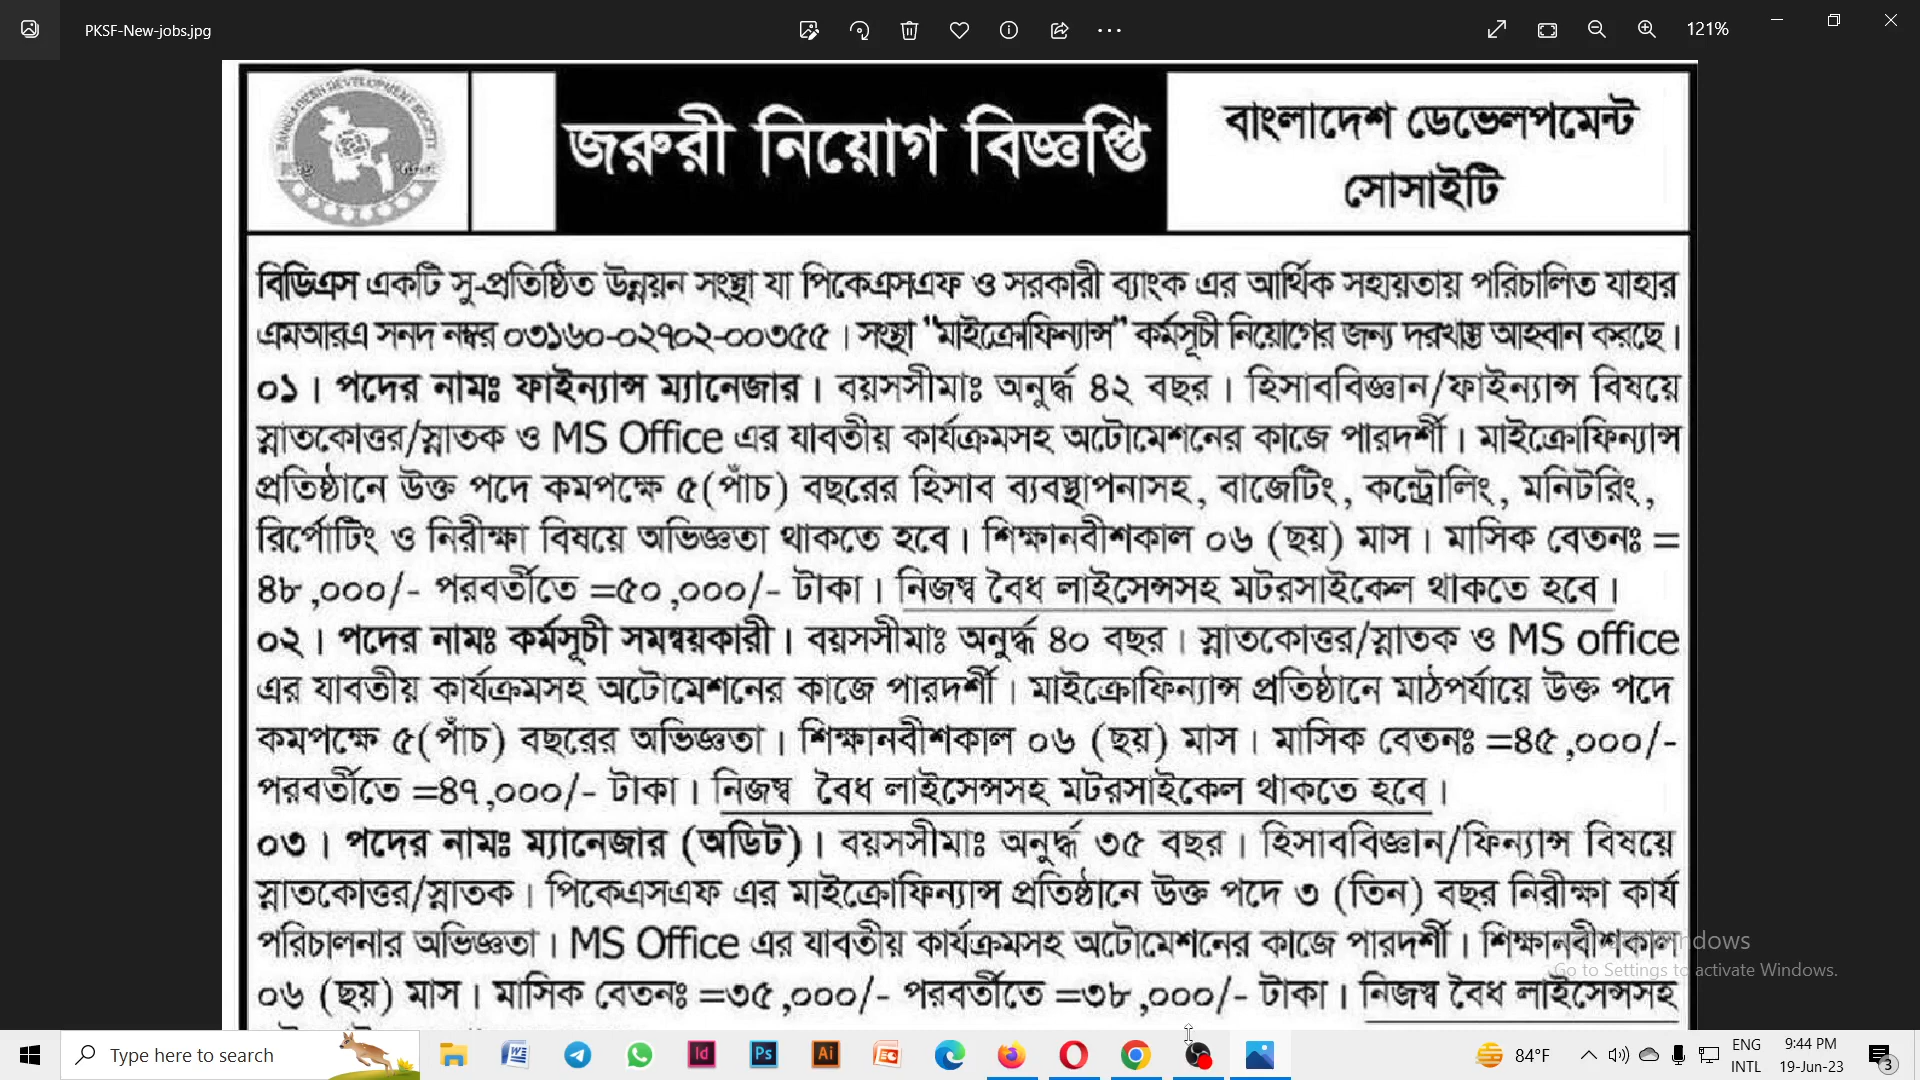 PKSF-New-jobs.jpg
121%
BANGLADESH DEVELOPMENT SOCIETY
জরুরী নিয়োগ বিজ্ঞপ্তি
বাংলাদেশ ডেভেলপমেন্ট
সোসাইটি
বিডিএস একটি সু-প্রতিষ্ঠিত উন্নয়ন সংস্থা যা পিকেএসএফ ও সরকারী ব্যাংক এর আর্থিক সহায়তায় পরিচালিত যাহার
এমআরএ সনদ নম্বর ০৩১৬০-০২৭০২-০০৩৫৫। সংস্থা "মাইক্রোফিন্যান্স" কর্মসূচী নিয়োগের জন্য দরখাস্ত আহবান করছে।
০১। পদের নামঃ ফাইন্যান্স ম্যানেজার। বয়সসীমাঃ অনুর্দ্ধ ৪২ বছর। হিসাববিজ্ঞান/ফাইন্যান্স বিষয়ে
স্নাতকোত্তর/স্নাতক ও MS Office এর যাবতীয় কার্যক্রমসহ অটোমেশনের কাজে পারদর্শী। মাইক্রোফিন্যান্স
প্রতিষ্ঠানে উক্ত পদে কমপক্ষে ৫(পাঁচ) বছরের হিসাব ব্যবস্থাপনাসহ, বাজেটিং, কন্ট্রোলিং, মনিটরিং,
রির্পোটিং ও নিরীক্ষা বিষয়ে অভিজ্ঞতা থাকতে হবে। শিক্ষানবীশকাল ০৬ (ছয়) মাস। মাসিক বেতনঃ =
৪৮,০০০/- পরবর্তীতে =৫০,০০০/- টাকা। নিজস্ব বৈধ লাইসেন্সসহ মটরসাইকেল থাকতে হবে।
০২। পদের নামঃ কর্মসূচী সমন্বয়কারী। বয়সসীমাঃ অনুর্দ্ধ ৪০ বছর। স্নাতকোত্তর/স্নাতক ও MS office
এর যাবতীয় কার্যক্রমসহ অটোমেশনের কাজে পারদর্শী। মাইক্রোফিন্যান্স প্রতিষ্ঠানে মাঠপর্যায়ে উক্ত পদে
কমপক্ষে ৫(পাঁচ) বছরের অভিজ্ঞতা। শিক্ষানবীশকাল ০৬ (ছয়) মাস। মাসিক বেতনঃ =৪৫,০০০/-
পরবর্তীতে =৪৭,০০০/- টাকা। নিজস্ব বৈধ লাইসেন্সসহ মটরসাইকেল থাকতে হবে।
০৩। পদের নামঃ ম্যানেজার (অডিট)। বয়সসীমাঃ অনুর্দ্ধ ৩৫ বছর। হিসাববিজ্ঞান/ফিন্যান্স বিষয়ে
স্নাতকোত্তর/স্নাতক। পিকেএসএফ এর মাইক্রোফিন্যান্স প্রতিষ্ঠানে উক্ত পদে ৩ (তিন) বছর নিরীক্ষা কার্য
পরিচালনার অভিজ্ঞতা। MS Office এর যাবতীয় কার্যক্রমসহ অটোমেশনের কাজে পারদর্শী। শিক্ষানবীশকাল
০৬ (ছয়) মাস। মাসিক বেতনঃ =৩৫,০০০/- পরবর্তীতে =৩৮,০০০/- টাকা। নিজস্ব বৈধ লাইসেন্সসহ
Activate Windows
Go to Settings to activate Windows.
Type here to search
Id
Ps
Ai
84°F
ENG
INTL
9:44 PM
19-Jun-23
3